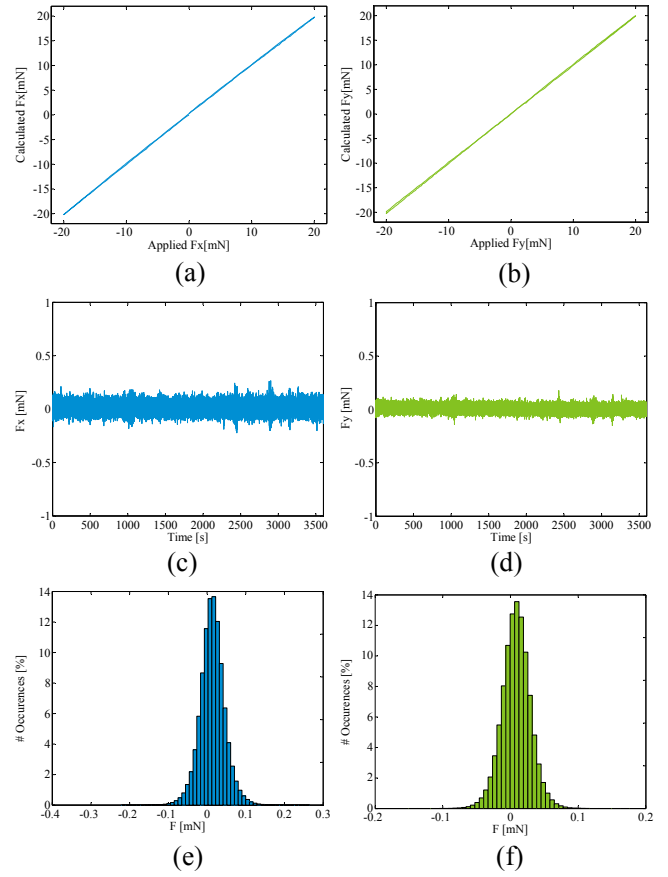 20
15
10
5
0
-5
-10
-15
-20
Calculated Fx[mN]
-20 -10 0 10 20
Applied Fx[mN]
(a)
20
15
10
5
0
-5
-10
-15
-20
Calculated Fy[mN]
-20 -10 0 10 20
Applied Fy[mN]
(b)
1
0.5
0
-0.5
-1
Fx [mN]
0 500 1000 1500 2000 2500 3000 3500
Time [s]
(c)
1
0.5
0
-0.5
-1
Fy [mN]
0 500 1000 1500 2000 2500 3000 3500
Time [s]
(d)
14
12
10
8
6
4
2
0
# Occurences [%]
-0.4 -0.3 -0.2 -0.1 0 0.1 0.2 0.3
F [mN]
(e)
14
12
10
8
6
4
2
0
# Occurences [%]
-0.2 -0.1 0 0.1 0.2
F [mN]
(f)